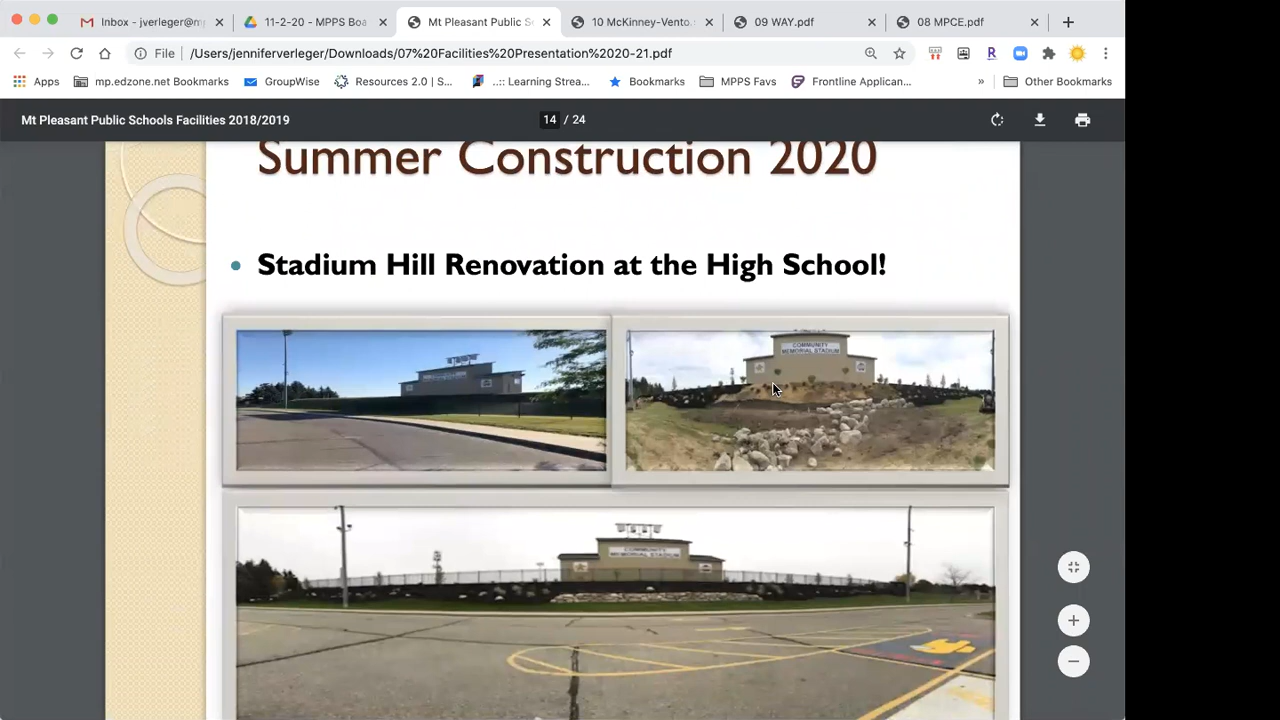 Inbox - jverleger@m
11-2-20 - MPPS Boa
Mt Pleasant Public S
10 McKinney-Vento.
09 WAY.pdf
08 MPCE.pdf
File /Users/jenniferverleger/Downloads/07%20Facilities%20Presentation%2020-21.pdf
R
Apps mp.edzone.net Bookmarks GroupWise Resources 2.0 | S... ..:: Learning Strea... Bookmarks MPPS Favs Frontline Applican... » Other Bookmarks
Mt Pleasant Public Schools Facilities 2018/2019 14 / 24
Summer Construction 2020
• Stadium Hill Renovation at the High School!
COMMUNITY
MEMORIAL STADIUM
COMMUNITY
MEMORIAL STADIUM